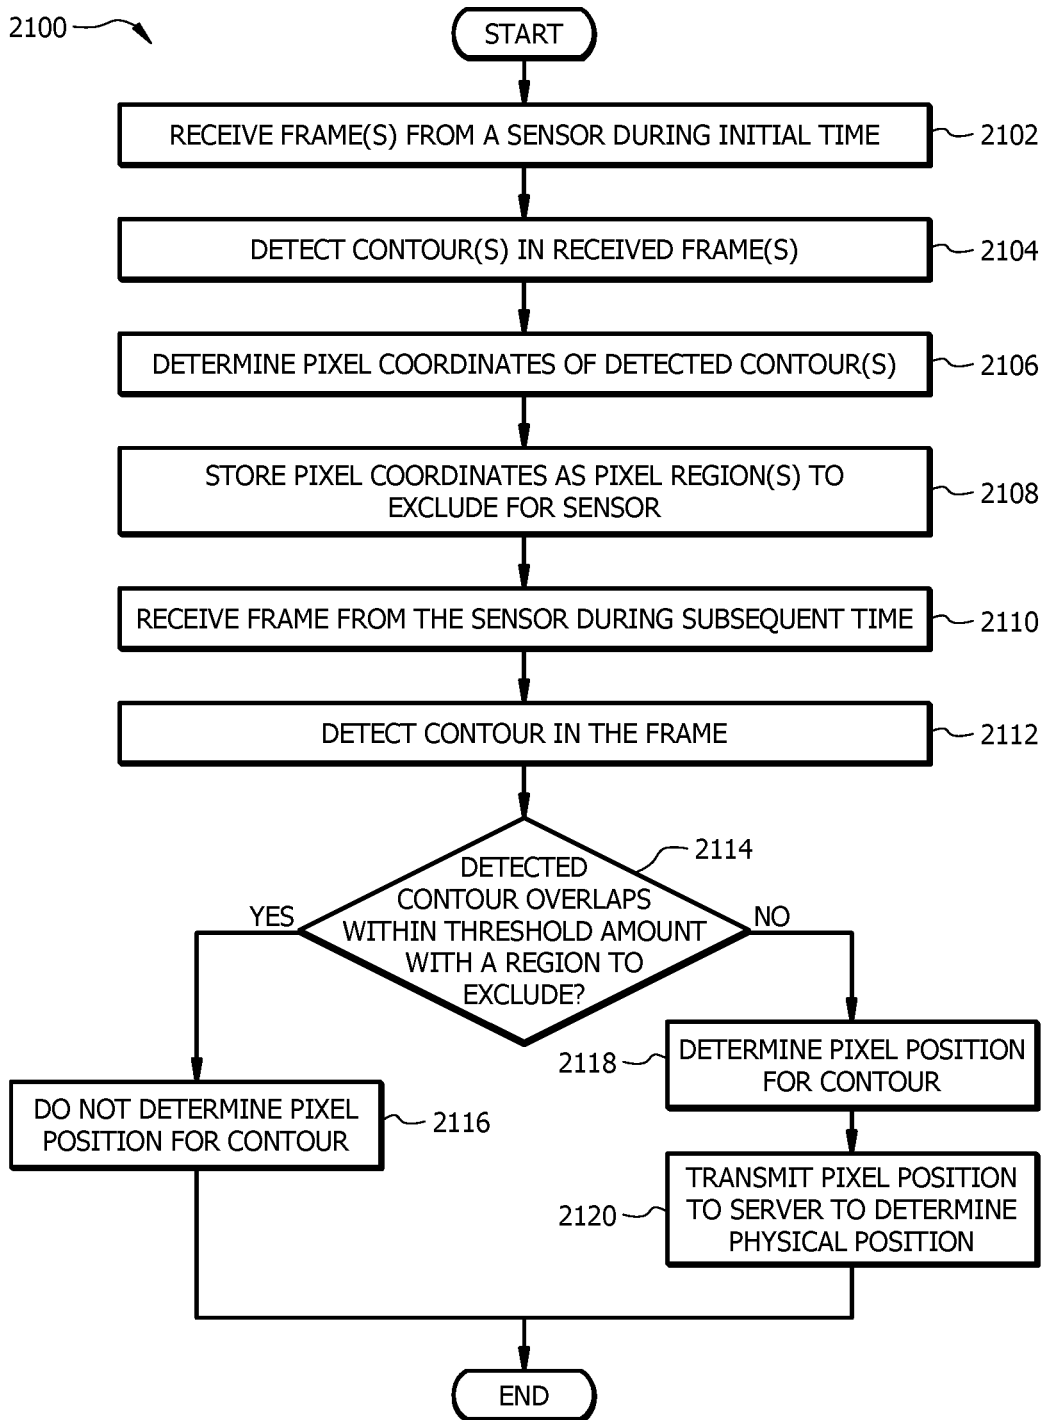 2100
START
RECEIVE FRAME(S) FROM A SENSOR DURING INITIAL TIME
2102
DETECT CONTOUR(S) IN RECEIVED FRAME(S)
2104
DETERMINE PIXEL COORDINATES OF DETECTED CONTOUR(S)
2106
STORE PIXEL COORDINATES AS PIXEL REGION(S) TO
EXCLUDE FOR SENSOR
2108
RECEIVE FRAME FROM THE SENSOR DURING SUBSEQUENT TIME
2110
DETECT CONTOUR IN THE FRAME
2112
DETECTED
CONTOUR OVERLAPS
WITHIN THRESHOLD AMOUNT
WITH A REGION TO
EXCLUDE?
2114
YES
NO
DO NOT DETERMINE PIXEL
POSITION FOR CONTOUR
2116
2118
DETERMINE PIXEL POSITION
FOR CONTOUR
2120
TRANSMIT PIXEL POSITION
TO SERVER TO DETERMINE
PHYSICAL POSITION
END